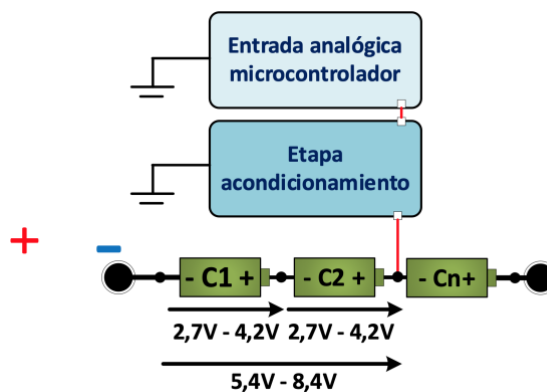 Entrada analógica
microcontrolador
Etapa
acondicionamiento
+ -
- C1 + - C2 + - Cn+
2,7V - 4,2V 2,7V - 4,2V
5,4V - 8,4V